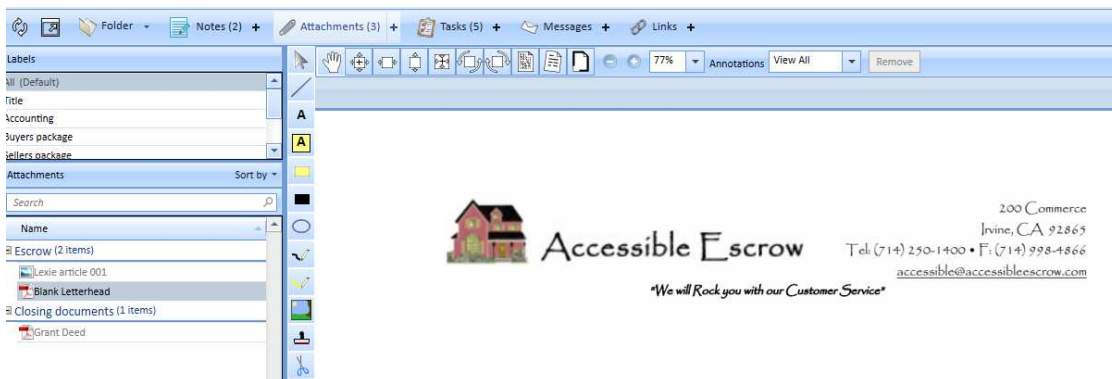 Folder
Notes (2) +
Attachments (3) +
Tasks (5) +
Messages +
Links +
Labels
77%
Annotations
View All
Remove
All (Default)
Title
Accounting
Buyers package
Sellers package
Attachments
Sort by
Search
Name
Escrow (2 items)
Lexie article 001
Blank Letterhead
Closing documents (1 items)
Grant Deed
A
A
Accessible Escrow
200 Commerce
Irvine, CA 92865
Tel: (714) 250-1400 • F: (714) 998-4866
accessible@accessibleescrow.com
"We will Rock you with our Customer Service"